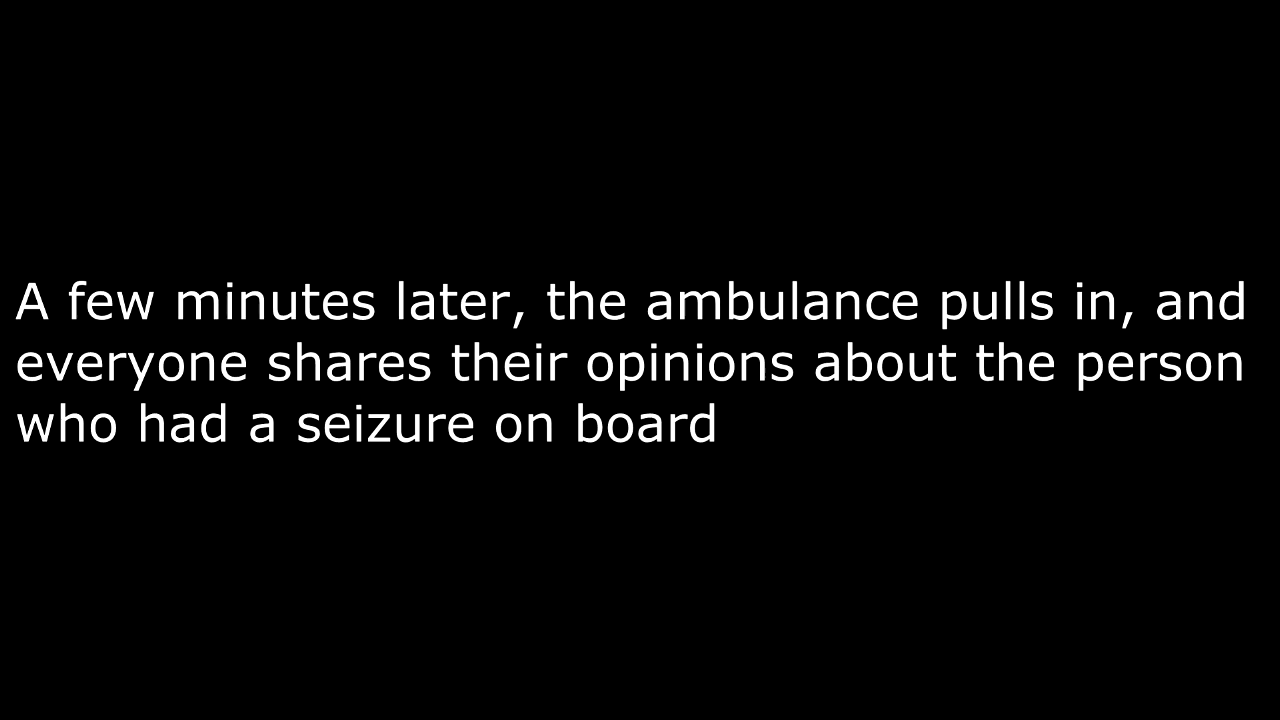 A few minutes later, the ambulance pulls in, and
everyone shares their opinions about the person
who had a seizure on board